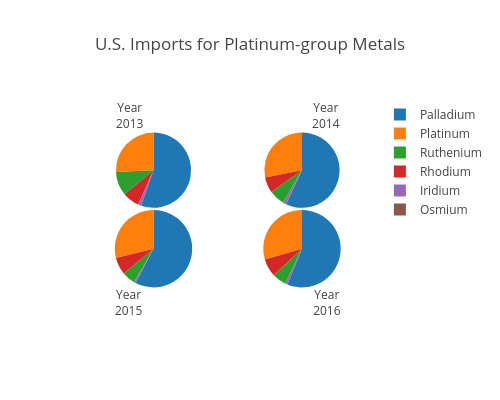 U.S. Imports for Platinum-group Metals
Year
2013
Year
2014
Palladium
Platinum
Ruthenium
Rhodium
Iridium
Osmium
Year
2015
Year
2016